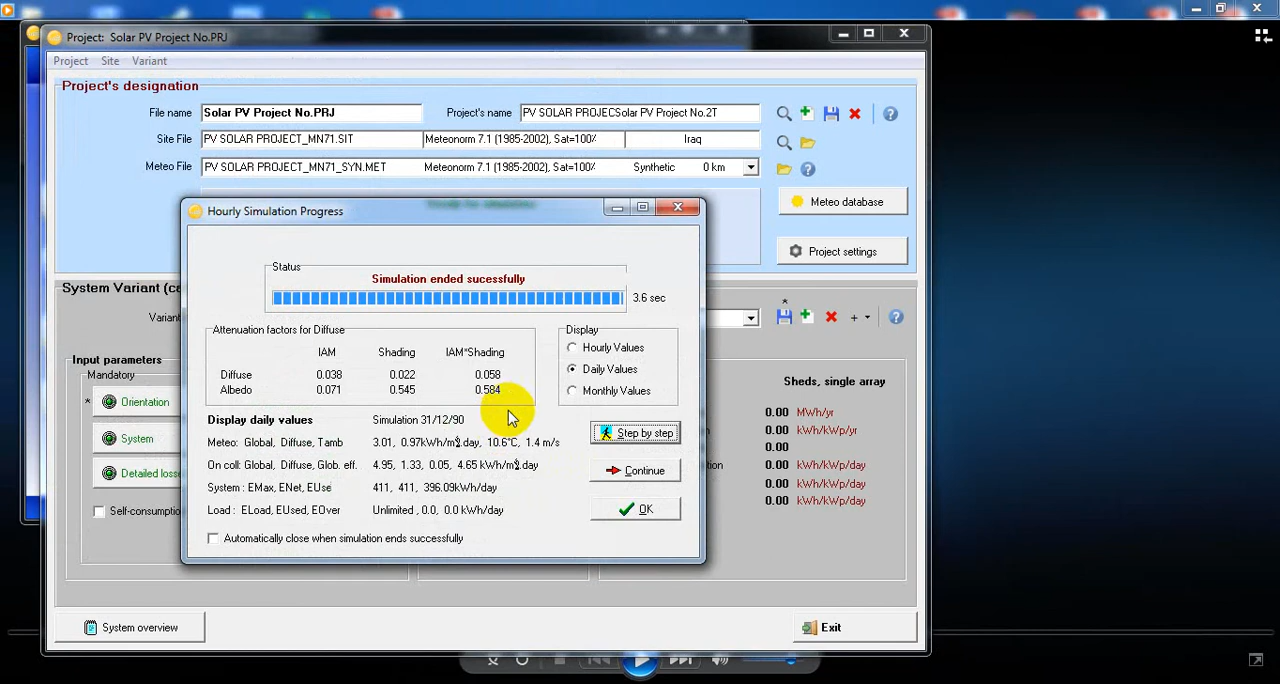 Project: Solar PV Project No.PRJ
Project Site Variant
Project's designation
File name Solar PV Project No.PRJ Project's name PV SOLAR PROJECSolar PV Project No.2T
Site File PV SOLAR PROJECT_MN71.SIT Meteonorm 7.1 (1985-2002), Sat=100% Iraq
Meteo File PV SOLAR PROJECT_MN71_SYN.MET Meteonorm 7.1 (1985-2002), Sat=100% Synthetic 0 km
Meteo database
Project settings
Hourly Simulation Progress
Status
Simulation ended sucessfully
3.6 sec
Attenuation factors for Diffuse
IAM Shading IAM*Shading
Diffuse 0.038 0.022 0.058
Albedo 0.071 0.545 0.584
Display
Hourly Values
Daily Values
Monthly Values
Display daily values Simulation 31/12/90
Meteo: Global, Diffuse, Tamb 3.01, 0.97kWh/m².day, 10.6°C, 1.4 m/s
On coll: Global, Diffuse, Glob. eff. 4.95, 1.33, 0.05, 4.65 kWh/m².day
System : EMax, ENet, EUse 411, 411, 396.09kWh/day
Load : ELoad, EUsed, EOver Unlimited , 0.0, 0.0 kWh/day
Automatically close when simulation ends successfully
Step by step
Continue
OK
System Variant (ca
Variant
*
Input parameters
Mandatory
* Orientation
System
Detailed losse
Self-consumptio
Sheds, single array
0.00 MWh/yr
0.00 kWh/kWp/yr
0.00
ction 0.00 kWh/kWp/day
0.00 kWh/kWp/day
0.00 kWh/kWp/day
System overview
Exit